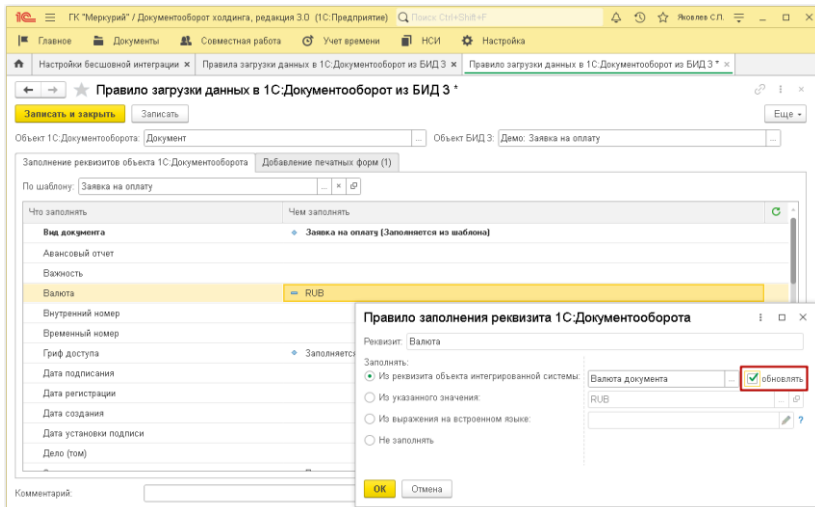 1С ГК "Меркурий" / Документооборот холдинга, редакция 3.0 (1С:Предприятие) Поиск Ctrl+Shift+F Яковлев С.П.
Главное Документы Совместная работа Учет времени НСИ Настройка
Настройки бесшовной интеграции × Правила загрузки данных в 1С:Документооборот из БИД 3 × Правило загрузки данных в 1С:Документооборот из БИД 3 * ×
Правило загрузки данных в 1С:Документооборот из БИД 3 *
Записать и закрыть Записать Еще
Объект 1С:Документооборота: Документ ... Объект БИД 3: Демо: Заявка на оплату ...
Заполнение реквизитов объекта 1С:Документооборота Добавление печатных форм (1)
По шаблону: Заявка на оплату ... ×
Что заполнять Чем заполнять
Вид документа Заявка на оплату (Заполняется из шаблона)
Авансовый отчет
Важность
Валюта RUB
Внутренний номер
Временный номер
Гриф доступа Заполняетс
Дата подписания
Дата регистрации
Дата создания
Дата установки подписи
Дело (том)
Комментарий:
Правило заполнения реквизита 1С:Документооборота
Реквизит: Валюта
Заполнять:
Из реквизита объекта интегрированной системы: Валюта документа ... обновлять
Из указанного значения: RUB ...
Из выражения на встроенном языке: ?
Не заполнять
ОК Отмена